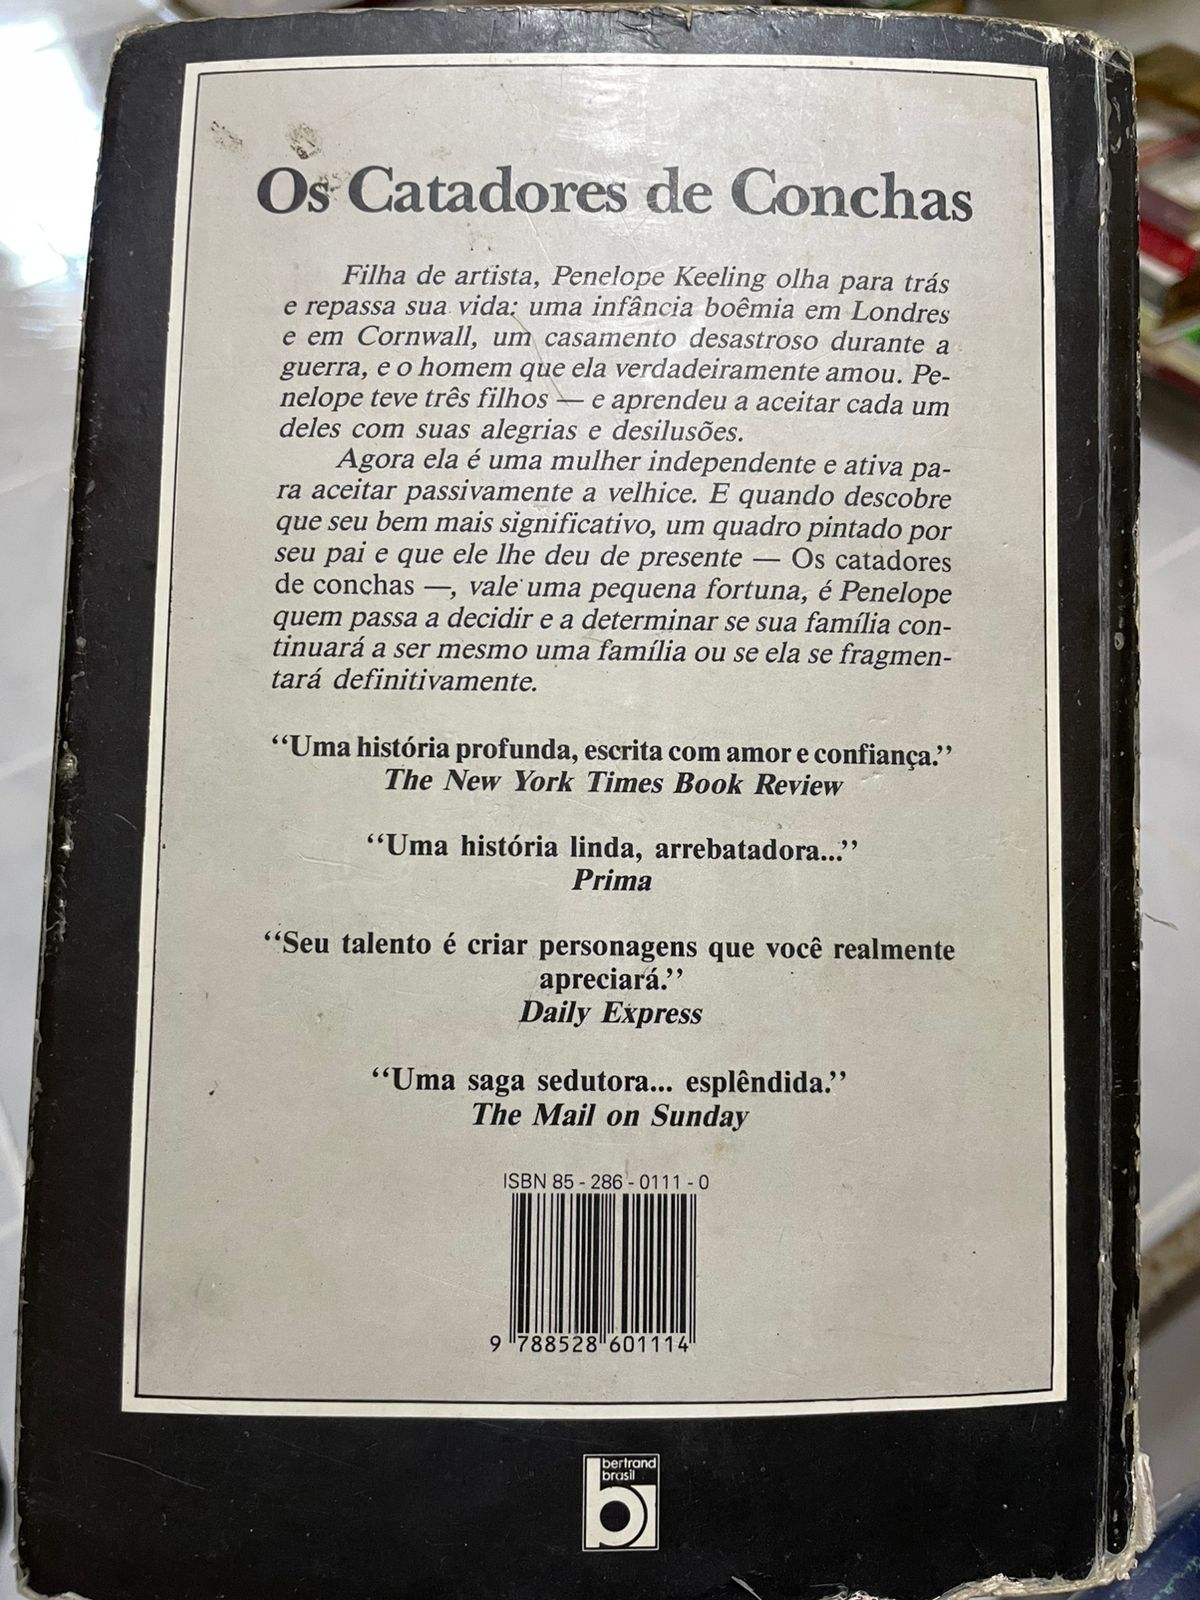 Os Catadores de Conchas
Filha de artista, Penelope Keeling olha para trás
e repassa sua vida: uma infância boêmia em Londres
e em Cornwall, um casamento desastroso durante a
guerra, e o homem que ela verdadeiramente amou. Pe-
nelope teve três filhos — e aprendeu a aceitar cada um
deles com suas alegrias e desilusões.
Agora ela é uma mulher independente e ativa pa-
ra aceitar passivamente a velhice. E quando descobre
que seu bem mais significativo, um quadro pintado por
seu pai e que ele lhe deu de presente — Os catadores
de conchas —, vale uma pequena fortuna, é Penelope
quem passa a decidir e a determinar se sua família con-
tinuará a ser mesmo uma família ou se ela se fragmen-
tará definitivamente.
‘‘Uma história profunda, escrita com amor e confiança.’’
The New York Times Book Review
‘‘Uma história linda, arrebatadora...’’
Prima
‘‘Seu talento é criar personagens que você realmente
apreciará.’’
Daily Express
‘‘Uma saga sedutora... esplêndida.’’
The Mail on Sunday
ISBN 85 - 286 - 0111 - 0
9 788528 601114
bertrand
brasil
b